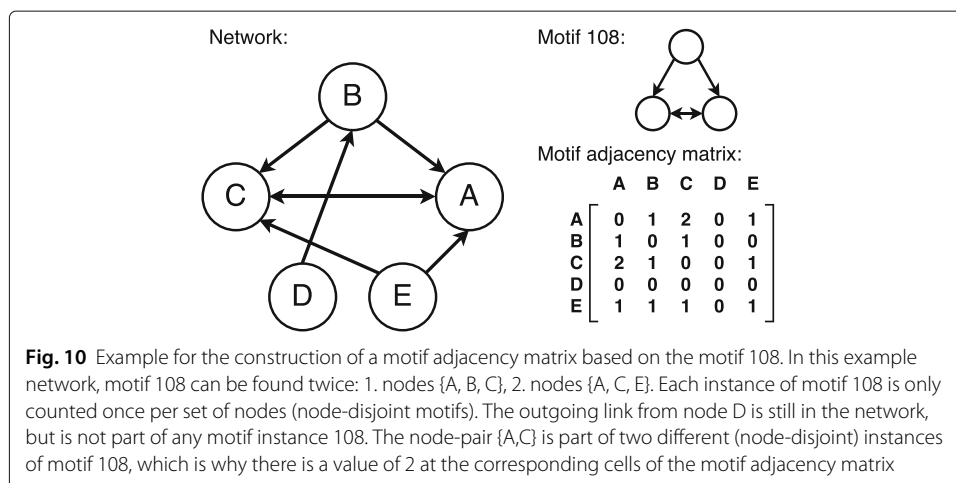 Network:
B
C
A
D
E
Motif 108:
Motif adjacency matrix:
A B C D E
A 0 1 2 0 1
B 1 0 1 0 0
C 2 1 0 0 1
D 0 0 0 0 0
E 1 1 1 0 1
Fig. 10 Example for the construction of a motif adjacency matrix based on the motif 108. In this example
network, motif 108 can be found twice: 1. nodes {A, B, C}, 2. nodes {A, C, E}. Each instance of motif 108 is only
counted once per set of nodes (node-disjoint motifs). The outgoing link from node D is still in the network,
but is not part of any motif instance 108. The node-pair {A,C} is part of two different (node-disjoint) instances
of motif 108, which is why there is a value of 2 at the corresponding cells of the motif adjacency matrix